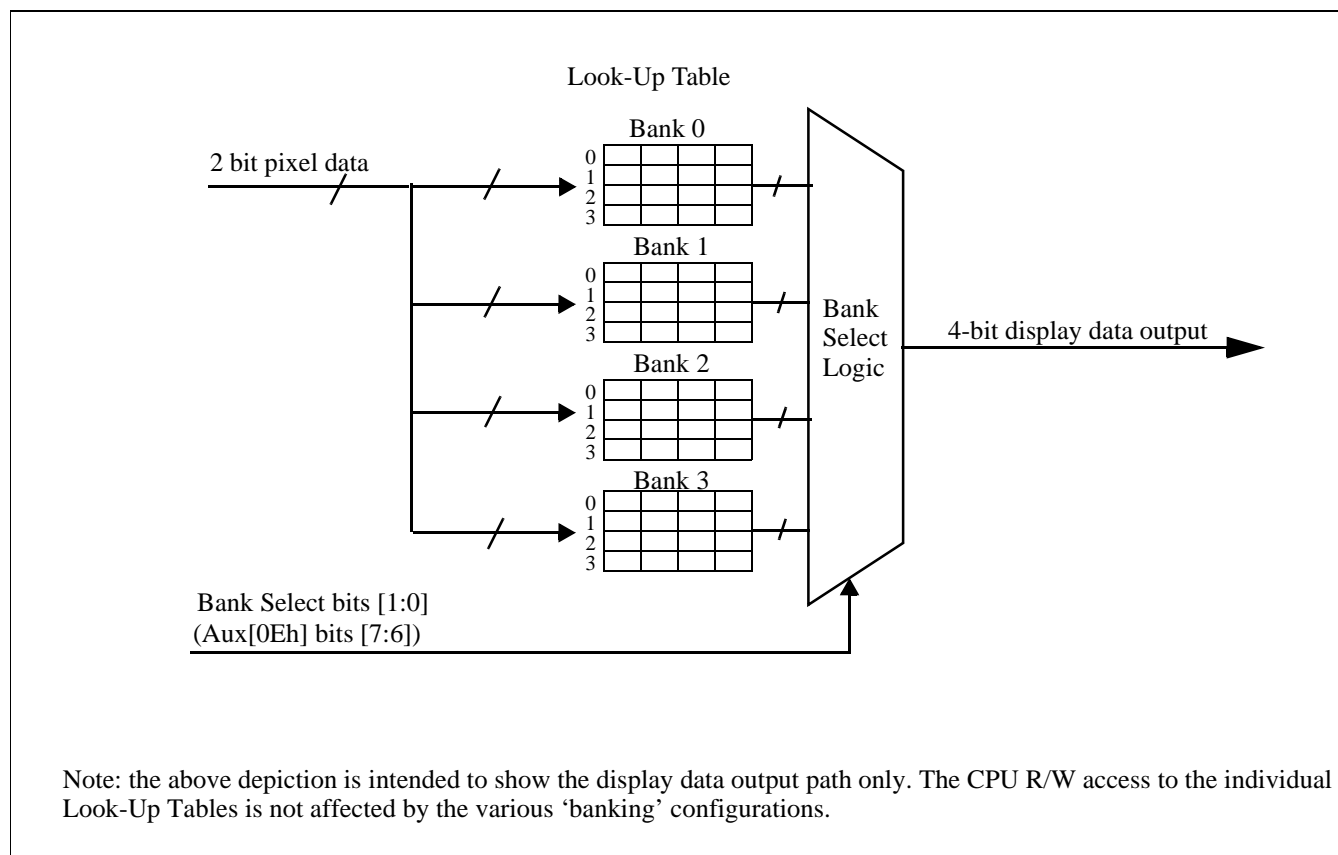 Look-Up Table
Bank 0
2 bit pixel data
0
1
2
3
Bank 1
0
1
2
3
Bank 2
0
1
2
3
Bank 3
0
1
2
3
Bank
Select
Logic
4-bit display data output
Bank Select bits [1:0]
(Aux[0Eh] bits [7:6])
Note: the above depiction is intended to show the display data output path only. The CPU R/W access to the individual
Look-Up Tables is not affected by the various ‘banking’ configurations.